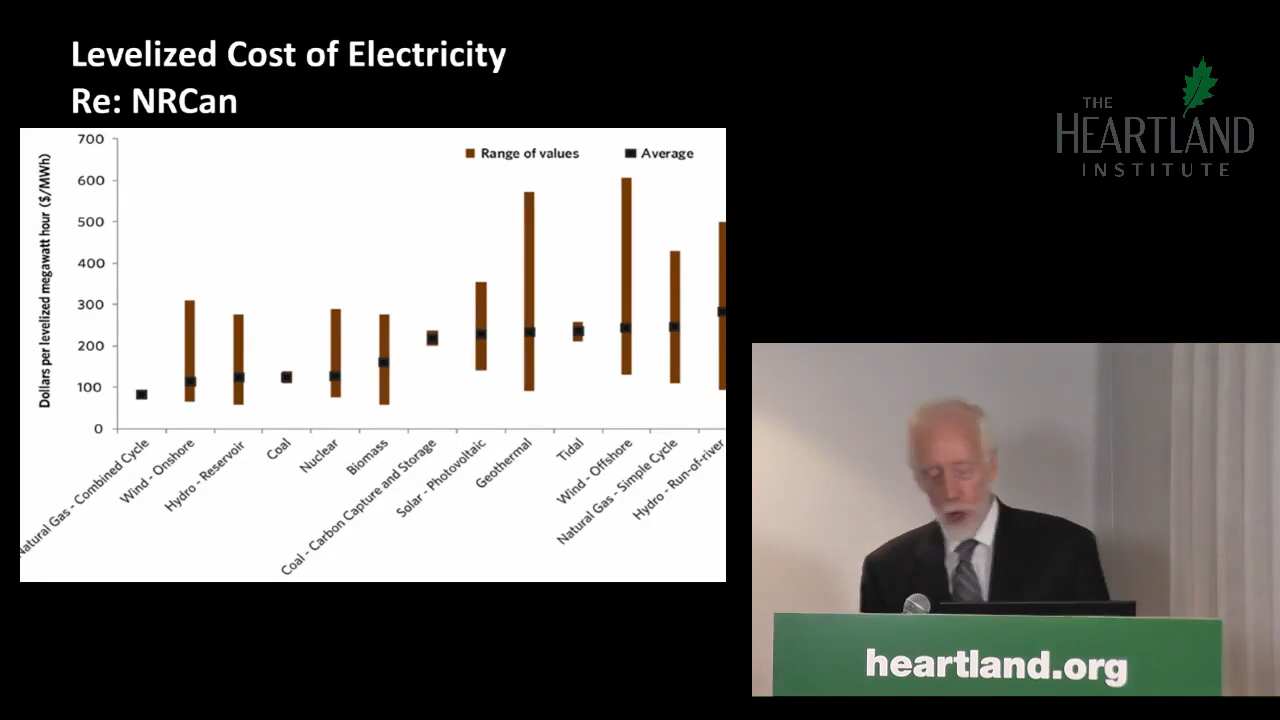 Levelized Cost of Electricity
Re: NRCan
THE
HEARTLAND
INSTITUTE
Dollars per levelized megawatt hour ($/MWh)
700
600
500
400
300
200
100
0
Range of values
Average
Natural Gas - Combined Cycle
Wind - Onshore
Hydro - Reservoir
Coal
Nuclear
Biomass
Coal - Carbon Capture and Storage
Solar - Photovoltaic
Geothermal
Tidal
Wind - Offshore
Natural Gas - Simple Cycle
Hydro - Run-of-river
heartland.org